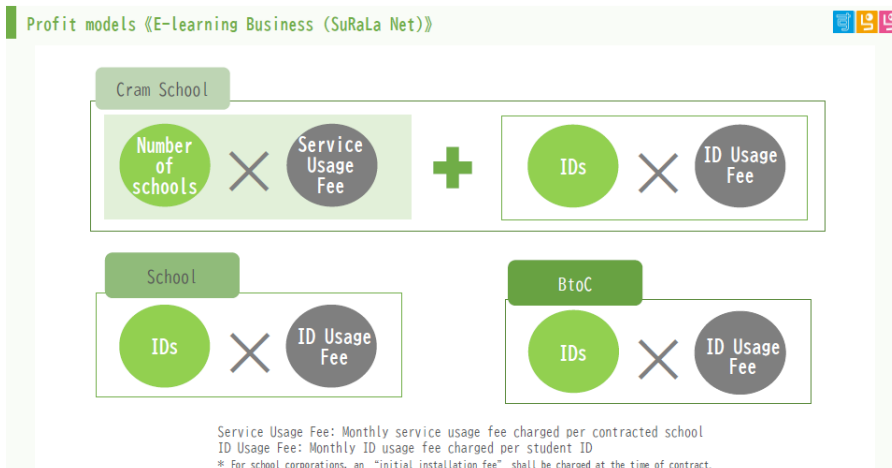 Profit models《E-learning Business (SuRaLa Net)》
Cram School
Number
of
schools
Service
Usage
Fee
IDs
ID Usage
Fee
School
BtoC
IDs
ID Usage
Fee
IDs
ID Usage
Fee
Service Usage Fee: Monthly service usage fee charged per contracted school
ID Usage Fee: Monthly ID usage fee charged per student ID
* For school corporations, an “initial installation fee” shall be charged at the time of contract.